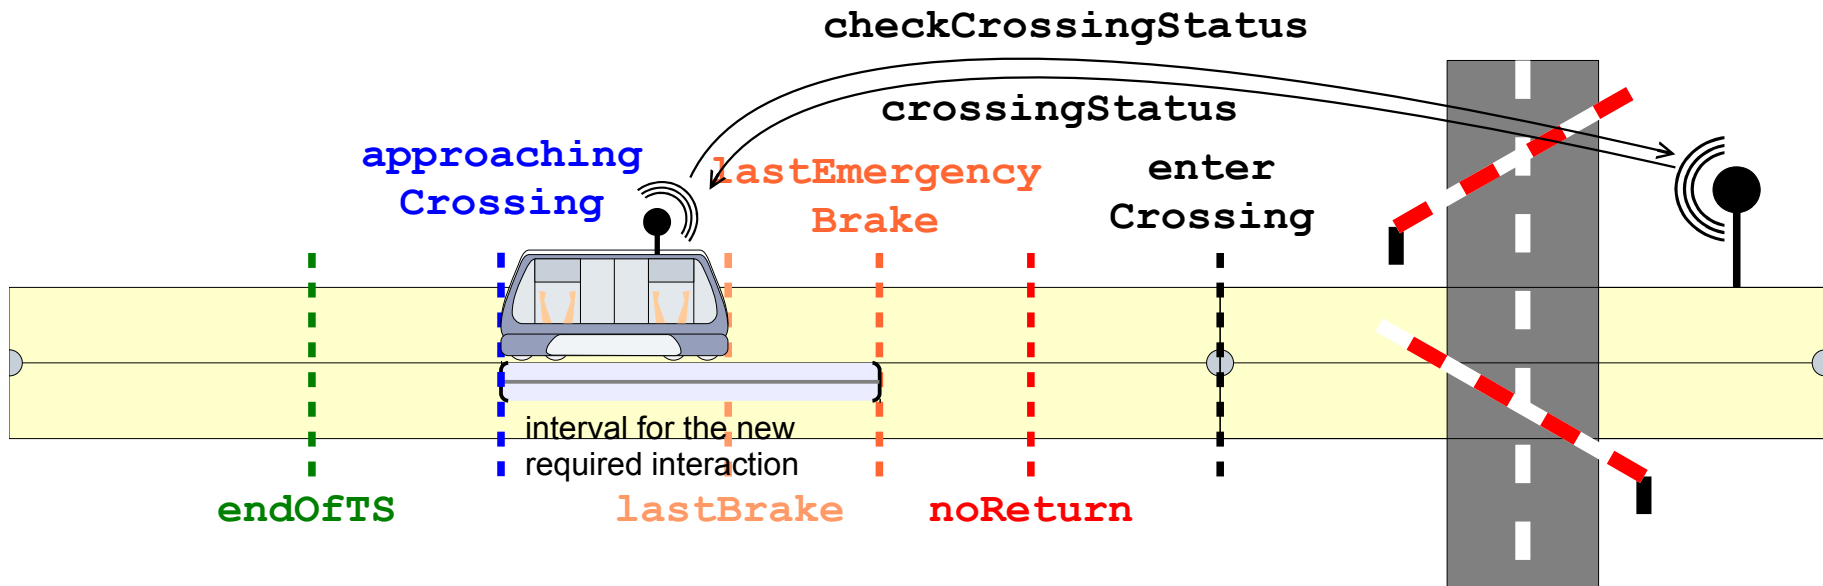 checkCrossingStatus
crossingStatus
approaching
Crossing
lastEmergency
Brake
enter
Crossing
interval for the new
required interaction
endOfTS
lastBrake
noReturn